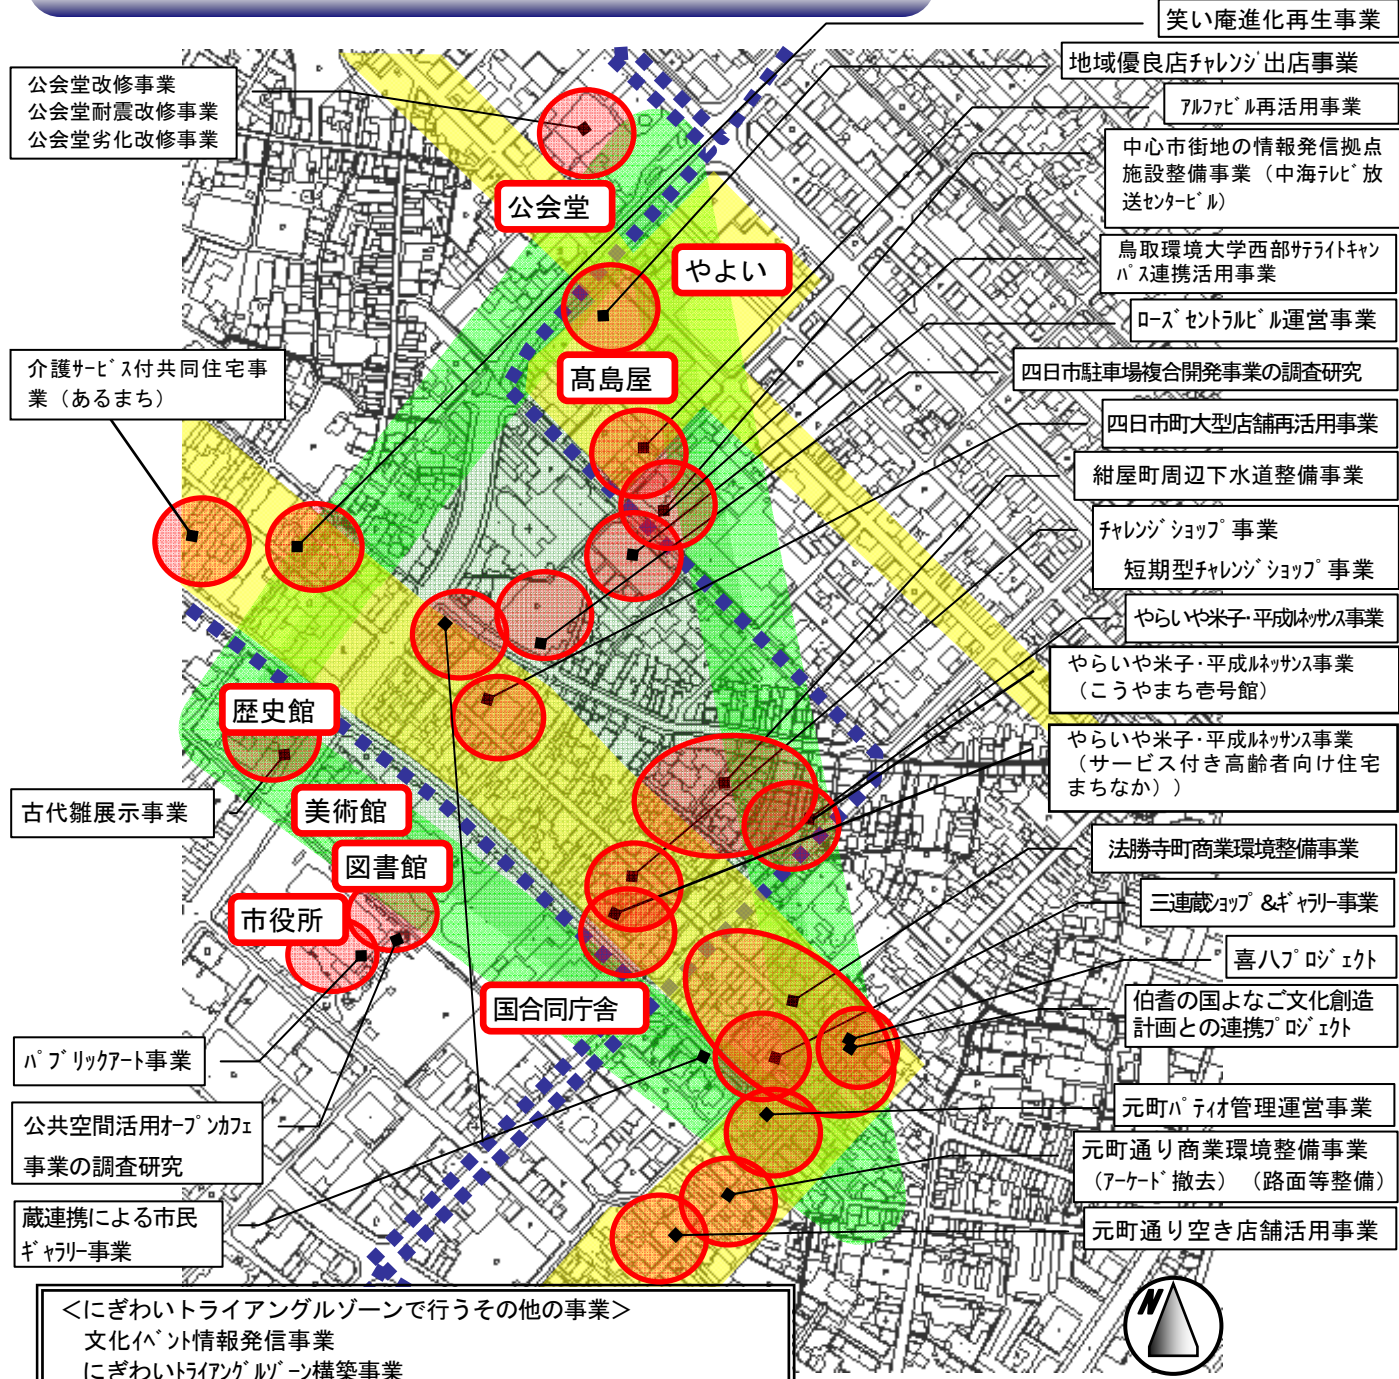 笑い庵進化再生事業
地域優良店ﾁｬﾚﾝｼﾞ出店事業
ｱﾙﾌｧﾋﾞﾙ再活用事業
中心市街地の情報発信拠点
施設整備事業（中海ﾃﾚﾋﾞ放
送ｾﾝﾀｰﾋﾞﾙ）
鳥取環境大学西部ｻﾃﾗｲﾄｷｬﾝ
ﾊﾟｽ連携活用事業
ﾛｰｽﾞｾﾝﾄﾗﾙﾋﾞﾙ運営事業
四日市駐車場複合開発事業の調査研究
四日市町大型店舗再活用事業
紺屋町周辺下水道整備事業
ﾁｬﾚﾝｼﾞｼｮｯﾌﾟ事業
短期型ﾁｬﾚﾝｼﾞｼｮｯﾌﾟ事業
やらいや米子･平成ﾙﾈｯｻﾝｽ事業
やらいや米子･平成ﾙﾈｯｻﾝｽ事業
（こうやまち壱号館）
やらいや米子･平成ﾙﾈｯｻﾝｽ事業
（サービス付き高齢者向け住宅
まちなか））
法勝寺町商業環境整備事業
三連蔵ｼｮｯﾌﾟ&ｷﾞｬﾗﾘｰ事業
喜八ﾌﾟﾛｼﾞｪｸﾄ
伯耆の国よなご文化創造
計画との連携ﾌﾟﾛｼﾞｪｸﾄ
元町ﾊﾟﾃｨｵ管理運営事業
元町通り商業環境整備事業
（ｱｰｹｰﾄﾞ撤去）（路面等整備）
元町通り空き店舗活用事業
公会堂改修事業
公会堂耐震改修事業
公会堂劣化改修事業
公会堂
やよい
髙島屋
介護ｻｰﾋﾞｽ付共同住宅事
業（あるまち）
歴史館
古代雛展示事業
美術館
図書館
市役所
国合同庁舎
ﾊﾟﾌﾞﾘｯｸｱｰﾄ事業
公共空間活用ｵｰﾌﾟﾝｶﾌｪ
事業の調査研究
蔵連携による市民
ｷﾞｬﾗﾘｰ事業
＜にぎわいトライアングルゾーンで行うその他の事業＞
文化ｲﾍﾞﾝﾄ情報発信事業
にぎわいﾄﾗｲｱﾝｸﾞﾙｿﾞｰﾝ構築事業
N